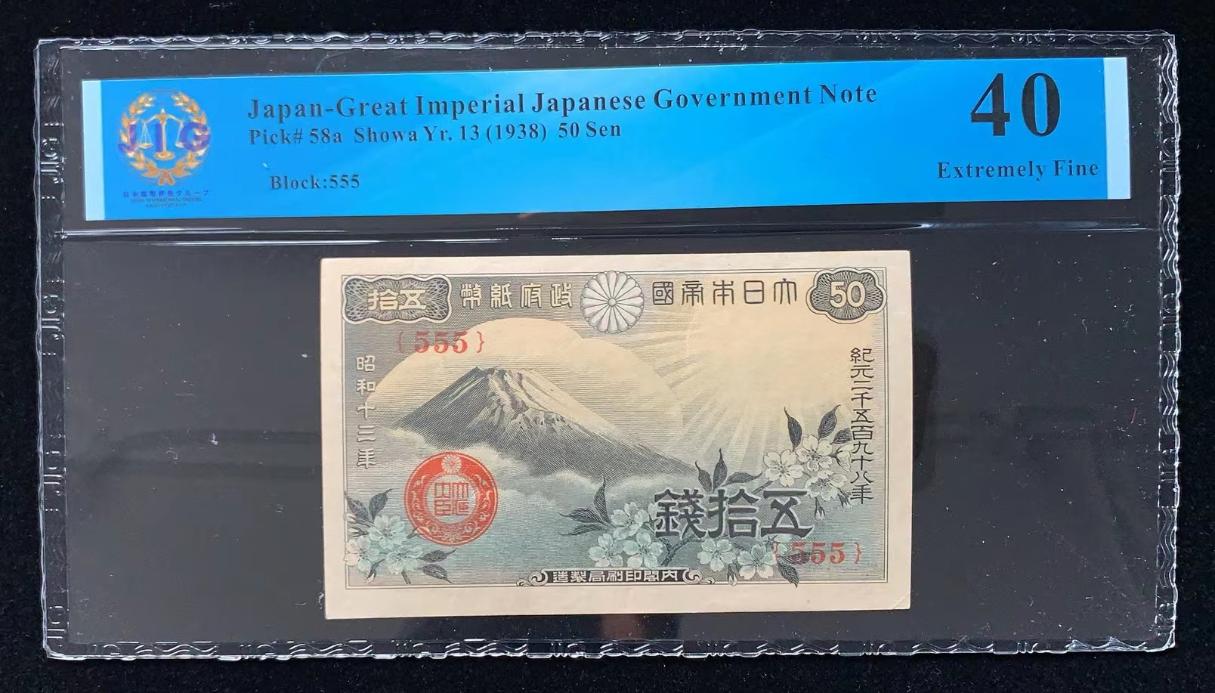 Japan-Great Imperial Japanese Government Note
Pick# 58a Showa Yr. 13 (1938) 50 Sen
Block:555
40
Extremely Fine
JIG
拾五
幣紙府政
國帝本日大
50
{555}
昭和十三年
紀元二千五百九十八年
錢拾五
{555}
造製局刷印閣內